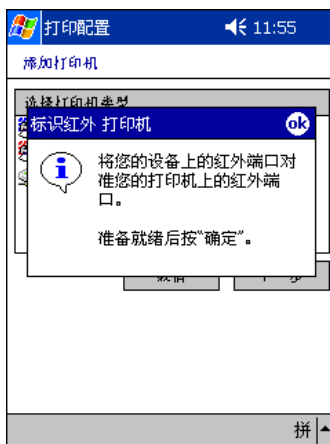 打印配置 11:55
添加打印机
选择打印机类型
标识红外 打印机 ok
将您的设备上的红外端口对
准您的打印机上的红外端
口。
准备就绪后按“确定”。
拼